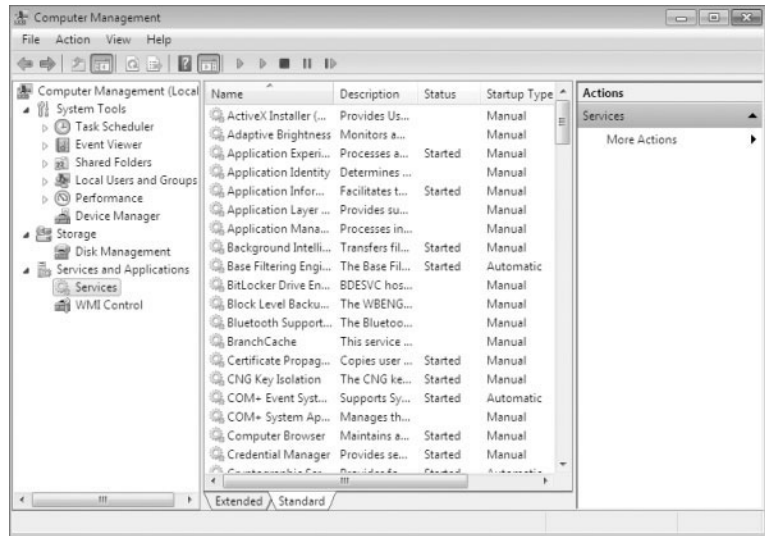 Computer Management
File Action View Help
Computer Management (Local
System Tools
Task Scheduler
Event Viewer
Shared Folders
Local Users and Groups
Performance
Device Manager
Storage
Disk Management
Services and Applications
Services
WMI Control
Name Description Status Startup Type
ActiveX Installer (... Provides Us... Manual
Adaptive Brightness Monitors a... Manual
Application Experi... Processes a... Started Manual
Application Identity Determines ... Manual
Application Infor... Facilitates t... Started Manual
Application Layer ... Provides su... Manual
Application Mana... Processes in... Manual
Background Intelli... Transfers fil... Started Manual
Base Filtering Engi... The Base Fil... Started Automatic
BitLocker Drive En... BDESVC hos... Manual
Block Level Backu... The WBENG... Manual
Bluetooth Support... The Bluetoo... Manual
BranchCache This service ... Manual
Certificate Propag... Copies user ... Started Manual
CNG Key Isolation The CNG ke... Started Manual
COM+ Event Syst... Supports Sy... Started Automatic
COM+ System Ap... Manages th... Manual
Computer Browser Maintains a... Started Manual
Credential Manager Provides se... Started Manual
Extended Standard
Actions
Services
More Actions